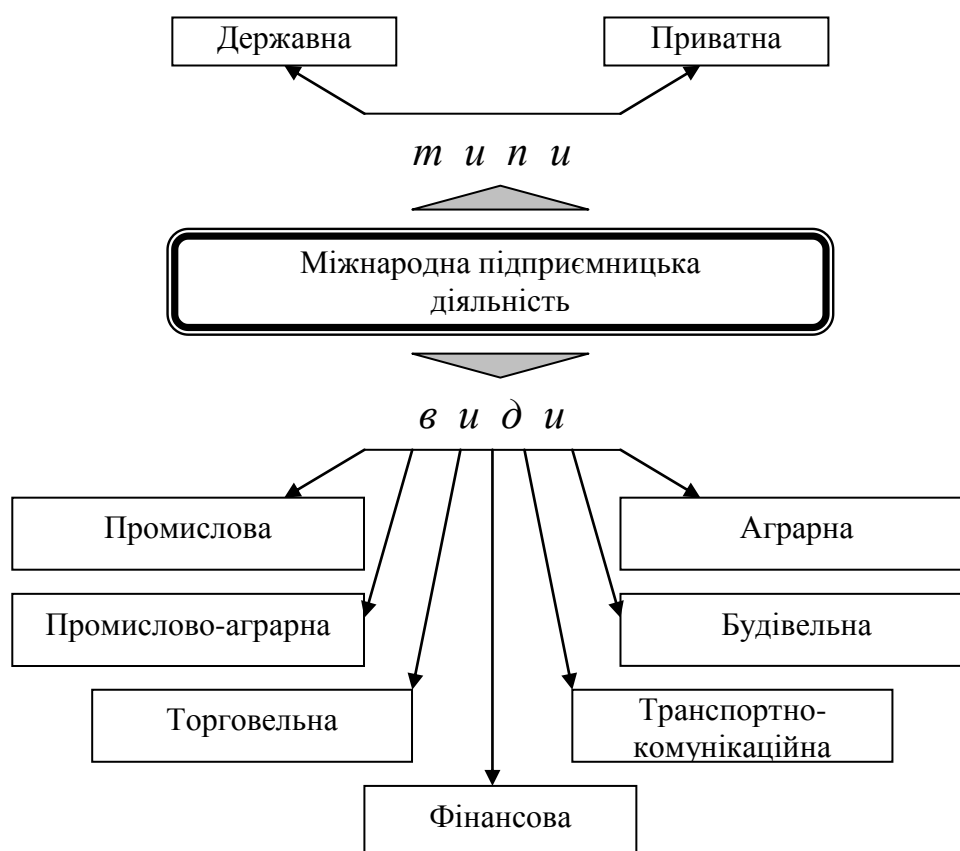 Державна
Приватна
т и п и
Міжнародна підприємницька
діяльність
в и д и
Промислова
Аграрна
Промислово-аграрна
Будівельна
Торговельна
Транспортно-
комунікаційна
Фінансова